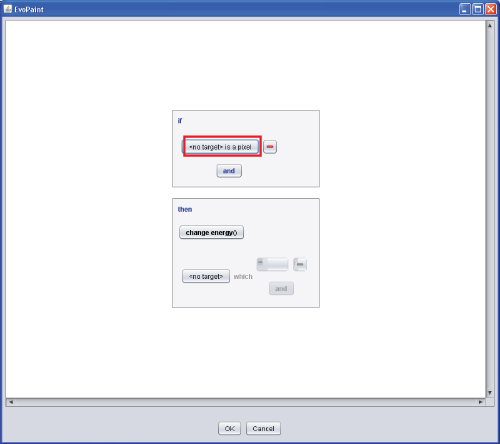 EvoPaint
if
<no target> is a pixel
and
then
change energy()
<no target> which
and
OK Cancel